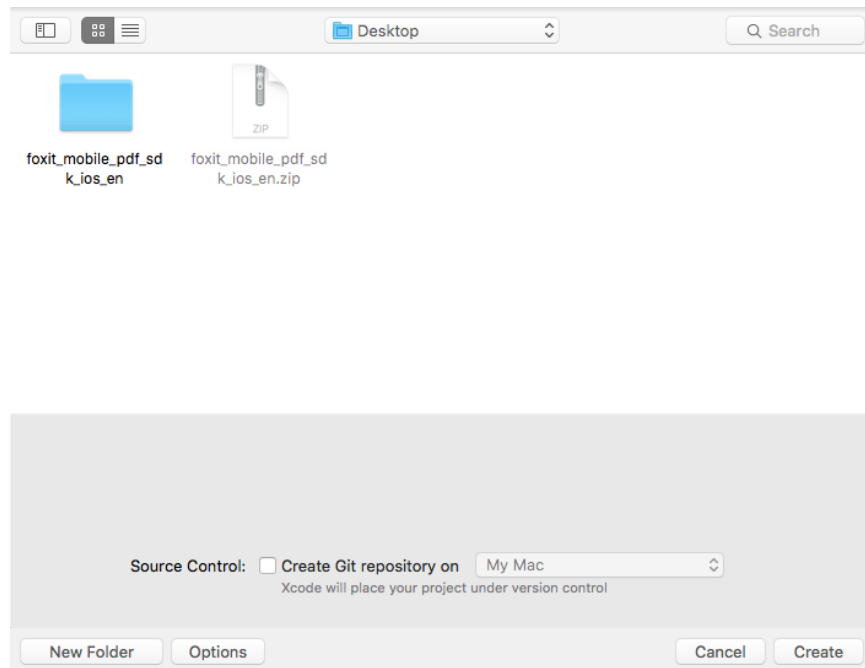 Desktop
Search
ZIP
foxit_mobile_pdf_sd
k_ios_en
foxit_mobile_pdf_sd
k_ios_en.zip
Source Control: Create Git repository on My Mac
Xcode will place your project under version control
New Folder Options Cancel Create